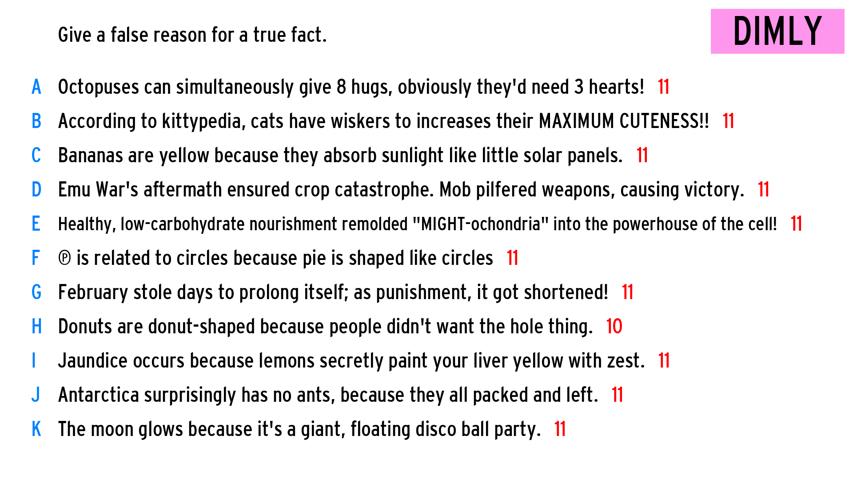 Give a false reason for a true fact.
DIMLY
A Octopuses can simultaneously give 8 hugs, obviously they'd need 3 hearts! 11
B According to kittypedia, cats have wiskers to increases their MAXIMUM CUTENESS!! 11
C Bananas are yellow because they absorb sunlight like little solar panels. 11
D Emu War's aftermath ensured crop catastrophe. Mob pilfered weapons, causing victory. 11
E Healthy, low-carbohydrate nourishment remolded "MIGHT-ochondria" into the powerhouse of the cell! 11
F ℗ is related to circles because pie is shaped like circles 11
G February stole days to prolong itself; as punishment, it got shortened! 11
H Donuts are donut-shaped because people didn't want the hole thing. 10
I Jaundice occurs because lemons secretly paint your liver yellow with zest. 11
J Antarctica surprisingly has no ants, because they all packed and left. 11
K The moon glows because it's a giant, floating disco ball party. 11